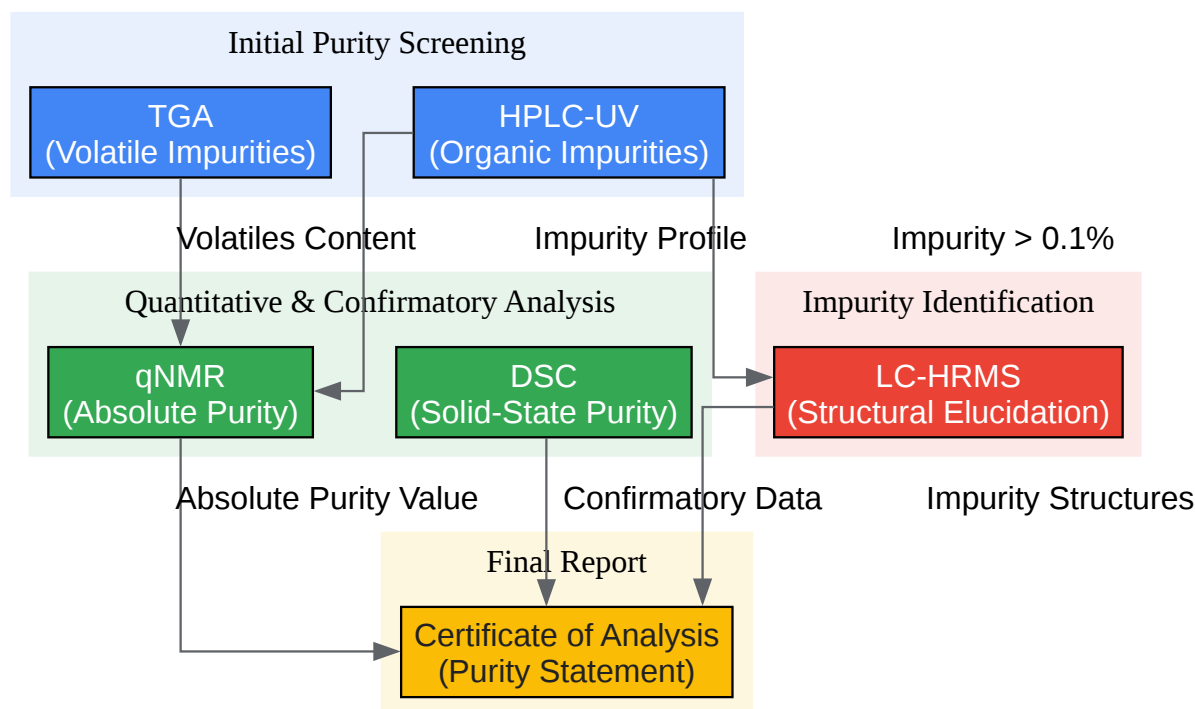 Initial Purity Screening
TGA
(Volatile Impurities)
HPLC-UV
(Organic Impurities)
Volatiles Content
Impurity Profile
Impurity > 0.1%
Quantitative & Confirmatory Analysis
Impurity Identification
qNMR
(Absolute Purity)
DSC
(Solid-State Purity)
LC-HRMS
(Structural Elucidation)
Absolute Purity Value
Confirmatory Data
Impurity Structures
Final Report
Certificate of Analysis
(Purity Statement)